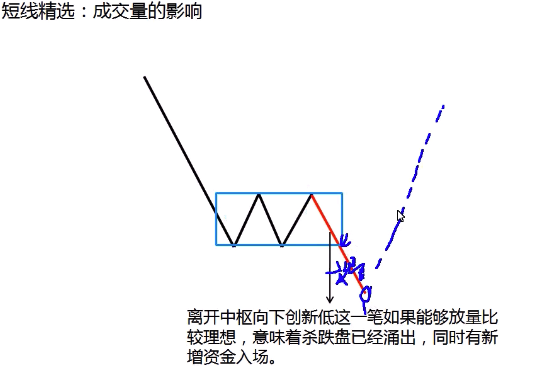 短线精选：成交量的影响
离开中枢向下创新低这一笔如果能够放量比
较理想，意味着杀跌盘已经涌出，同时有新
增资金入场。